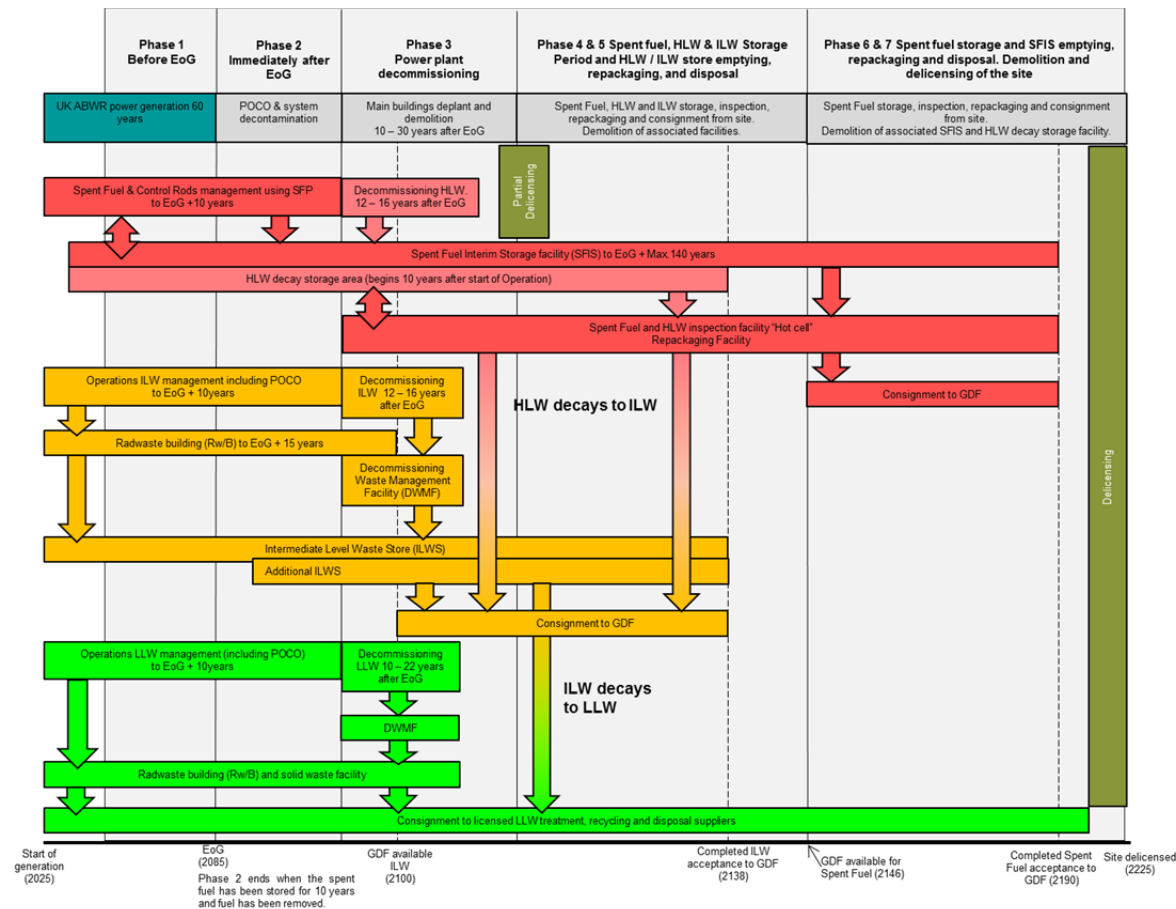 Phase 1
Before EoG
Phase 2
Immediately after
EoG
Phase 3
Power plant
decommissioning
Phase 4 & 5 Spent fuel, HLW & ILW Storage
Period and HLW / ILW store emptying,
repackaging, and disposal
Phase 6 & 7 Spent fuel storage and SFIS emptying,
repackaging and disposal. Demolition and
delicensing of the site
UK ABWR power generation 60
years
POCO & system
decontamination
Main buildings deplant and
demolition
10 – 30 years after EoG
Spent Fuel, HLW and ILW storage, inspection,
repackaging and consignment from site.
Demolition of associated facilities.
Spent Fuel storage, inspection, repackaging and consignment
from site.
Demolition of associated SFIS and HLW decay storage facility.
Partial
Delicensing
Spent Fuel & Control Rods management using SFP
to EoG +10 years
Decommissioning HLW.
12 – 16 years after EoG
Spent Fuel Interim Storage facility (SFIS) to EoG + Max.140 years
HLW decay storage area (begins 10 years after start of Operation)
Spent Fuel and HLW inspection facility "Hot cell"
Repackaging Facility
Operations ILW management including POCO
to EoG + 10years
Decommissioning
ILW 12 – 16 years
after EoG
HLW decays to ILW
Consignment to GDF
Radwaste building (Rw/B) to EoG + 15 years
Decommissioning
Waste Management
Facility (DWMF)
Delicensing
Intermediate Level Waste Store (ILWS)
Additional ILWS
Consignment to GDF
Operations LLW management (including POCO)
to EoG + 10years
Decommissioning
LLW 10 – 22 years
after EoG
ILW decays
to LLW
DWMF
Radwaste building (Rw/B) and solid waste facility
Consignment to licensed LLW treatment, recycling and disposal suppliers
Start of
generation
(2025)
EoG
(2085)
Phase 2 ends when the spent
fuel has been stored for 10 years
and fuel has been removed.
GDF available
ILW
(2100)
Completed ILW
acceptance to GDF
(2138)
GDF available for
Spent Fuel (2146)
Completed Spent
Fuel acceptance to
GDF (2190)
Site delicensed
(2225)